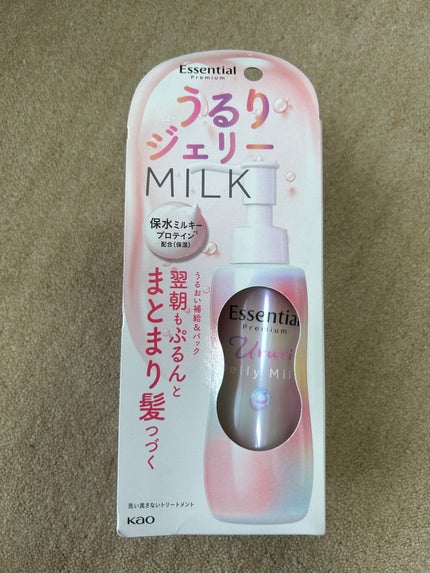 Essential
Premium
うるり
ジェリー
MILK
保水ミルキー
プロテイン*1
配合(保湿)
うるおい補給&パック
翌朝もぷるんと
まとまり髪つづく
Essential
Premium
Ururi
Jelly Milk
洗い流さないトリートメント
Kao